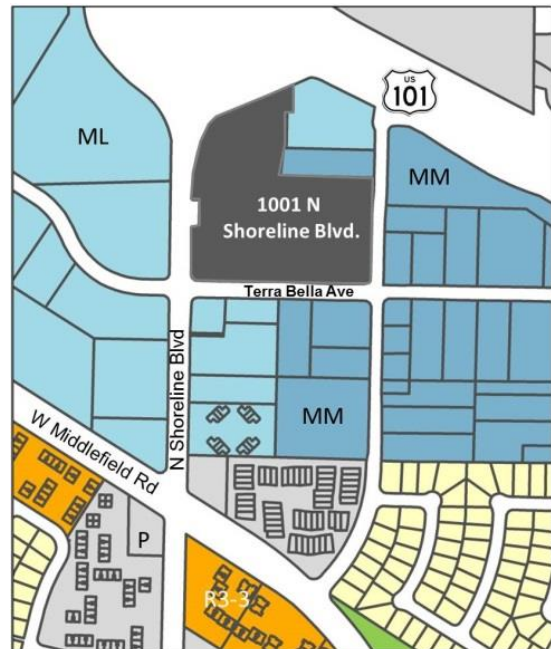 US
101
ML
MM
1001 N
Shoreline Blvd.
Terra Bella Ave
N Shoreline Blvd
MM
W Middlefield Rd
P
R3-3